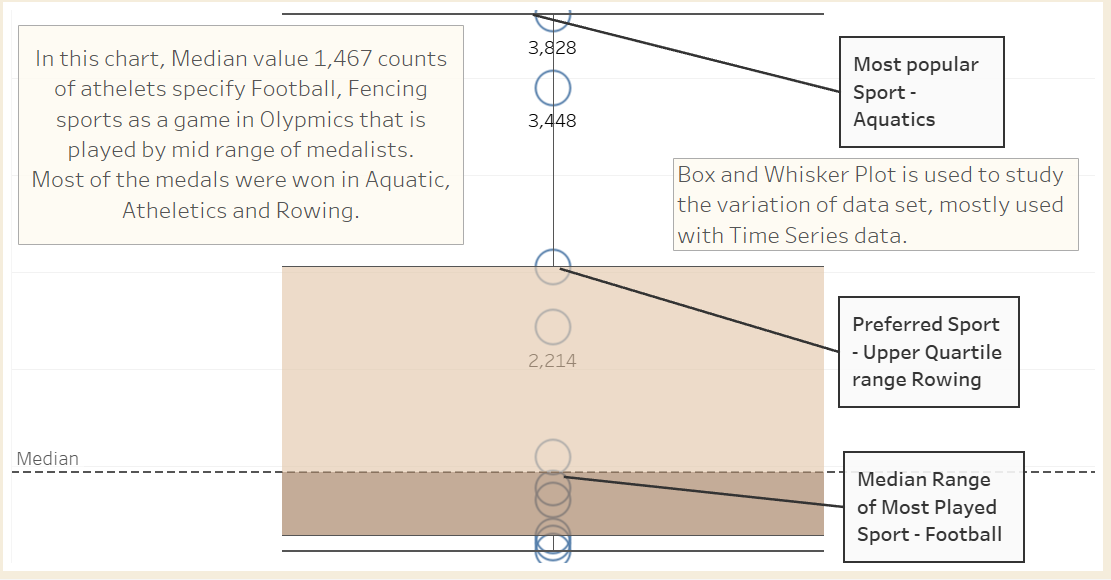 In this chart, Median value 1,467 counts
of athelets specify Football, Fencing
sports as a game in Olypmics that is
played by mid range of medalists.
Most of the medals were won in Aquatic,
Atheletics and Rowing.
3,828
3,448
Most popular
Sport -
Aquatics
Box and Whisker Plot is used to study
the variation of data set, mostly used
with Time Series data.
Preferred Sport
- Upper Quartile
range Rowing
2,214
Median
Median Range
of Most Played
Sport - Football